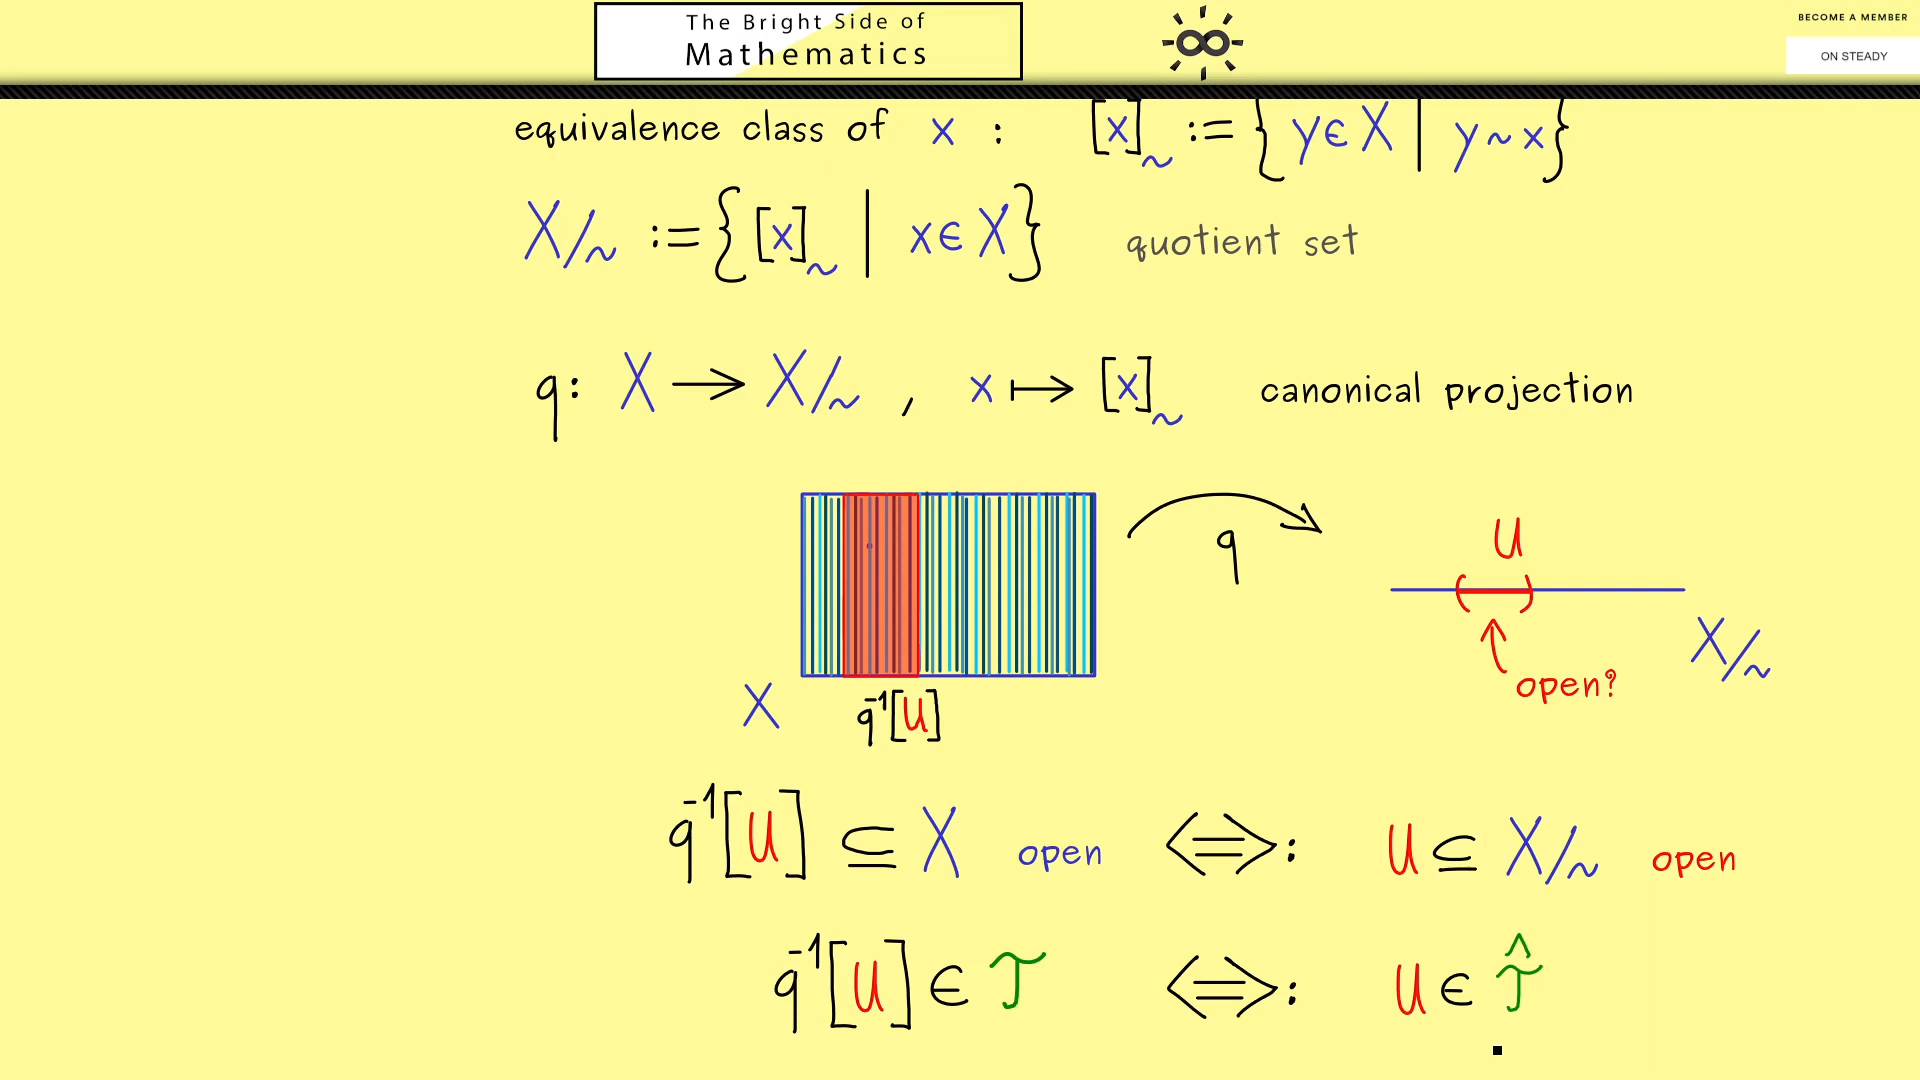 The Bright Side of
Mathematics
BECOME A MEMBER
ON STEADY
equivalence class of x : [x]~ := {y∈X | y~x}
X/~ := {[x]~ | x∈X} quotient set
q: X → X/~ , x ↦ [x]~ canonical projection
q
U
open?
X/~
X
q⁻¹[U]
q⁻¹[U] ⊆ X open ⇔: U ⊆ X/~ open
q⁻¹[U] ∈ 𝒯 ⇔: U ∈ 𝒯̂